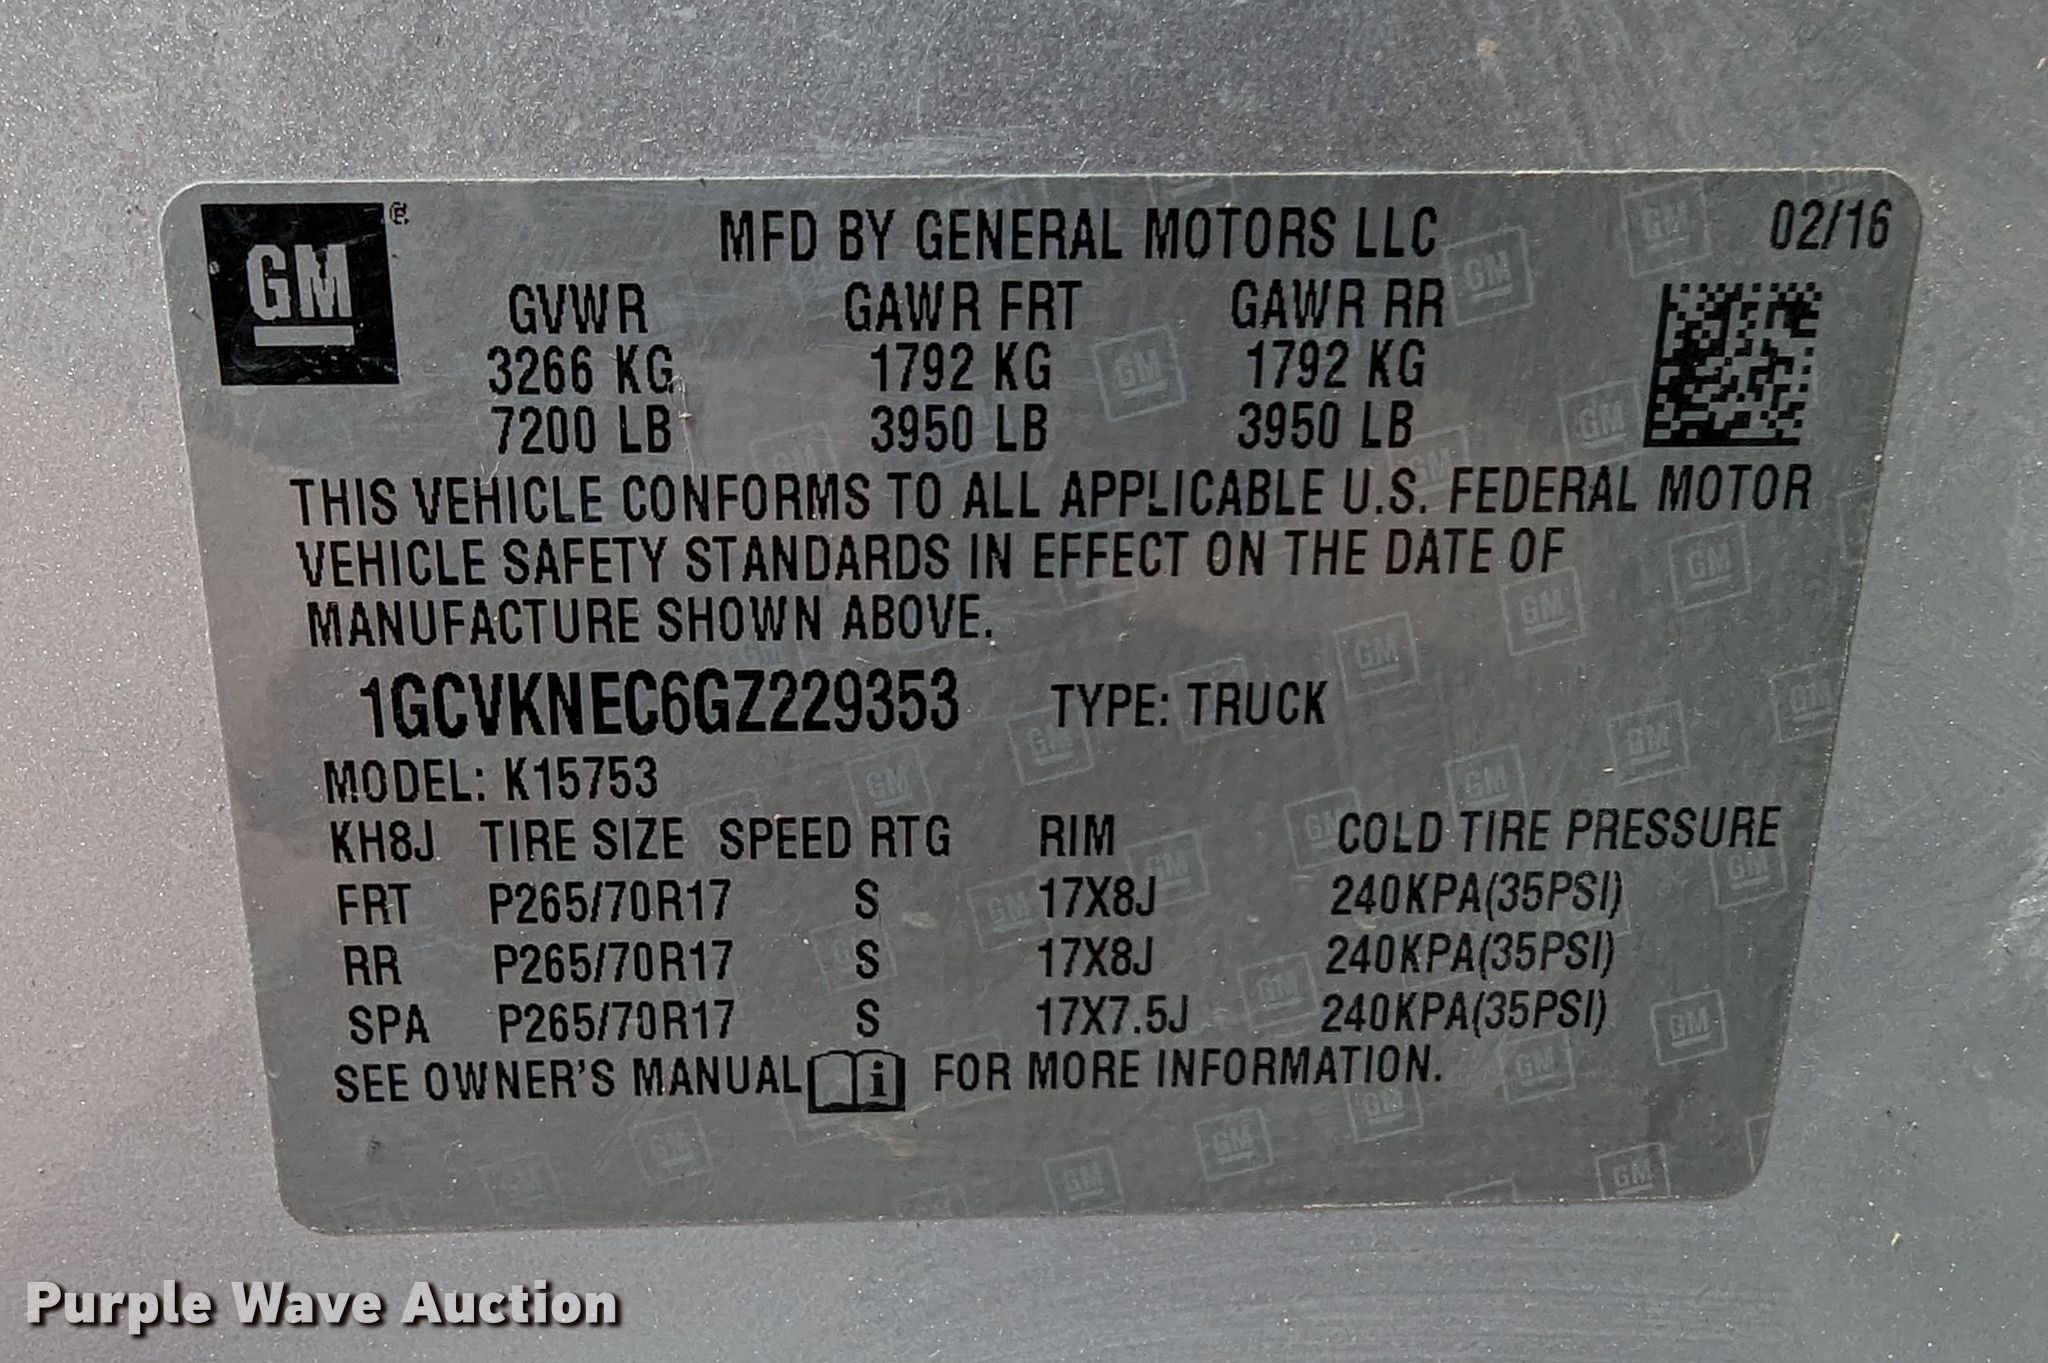 GM® MFD BY GENERAL MOTORS LLC 02/16
GVWR GAWR FRT GAWR RR
3266 KG 1792 KG 1792 KG
7200 LB 3950 LB 3950 LB
THIS VEHICLE CONFORMS TO ALL APPLICABLE U.S. FEDERAL MOTOR
VEHICLE SAFETY STANDARDS IN EFFECT ON THE DATE OF
MANUFACTURE SHOWN ABOVE.
1GCVKNEC6GZ229353 TYPE: TRUCK
MODEL: K15753
KH8J TIRE SIZE SPEED RTG RIM COLD TIRE PRESSURE
FRT P265/70R17 S 17X8J 240KPA(35PSI)
RR P265/70R17 S 17X8J 240KPA(35PSI)
SPA P265/70R17 S 17X7.5J 240KPA(35PSI)
SEE OWNER'S MANUAL i FOR MORE INFORMATION.
Purple Wave Auction